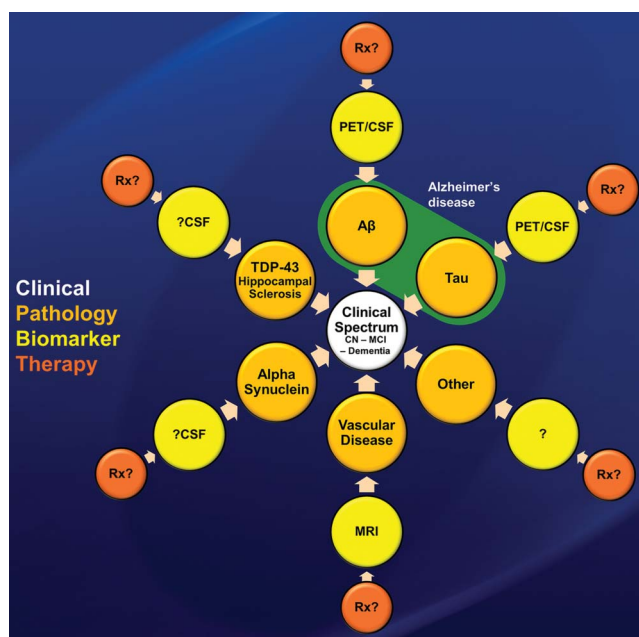 Rx?
PET/CSF
Alzheimer's
disease
Rx?
Rx?
?CSF
Aβ
PET/CSF
TDP-43
Hippocampal
Sclerosis
Tau
Clinical
Pathology
Biomarker
Therapy
Clinical
Spectrum
CN – MCI
– Dementia
Alpha
Synuclein
Other
Vascular
Disease
?CSF
?
Rx?
Rx?
MRI
Rx?